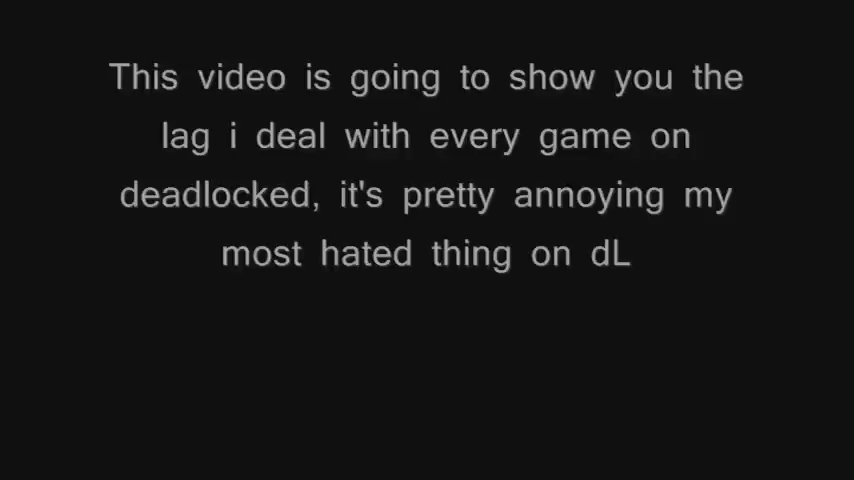 This video is going to show you the
lag i deal with every game on
deadlocked, it's pretty annoying my
most hated thing on dL